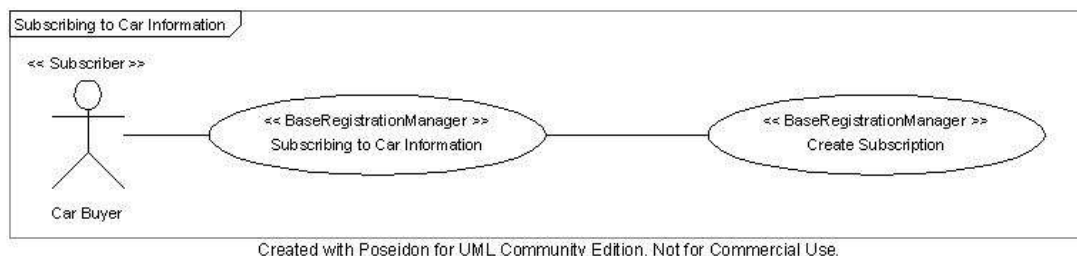 Subscribing to Car Information
<< Subscriber >>
<< BaseRegistrationManager >>
Subscribing to Car Information
<< BaseRegistrationManager >>
Create Subscription
Car Buyer
Created with Poseidon for UML Community Edition. Not for Commercial Use.